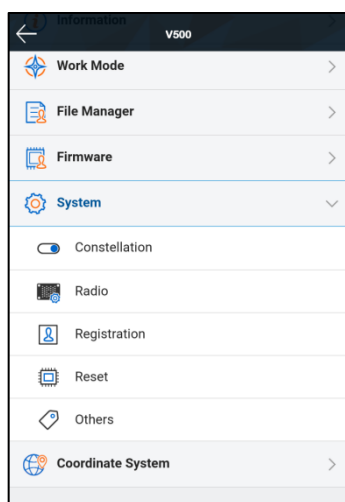 Information
V500
Work Mode
File Manager
Firmware
System
Constellation
Radio
Registration
Reset
Others
Coordinate System